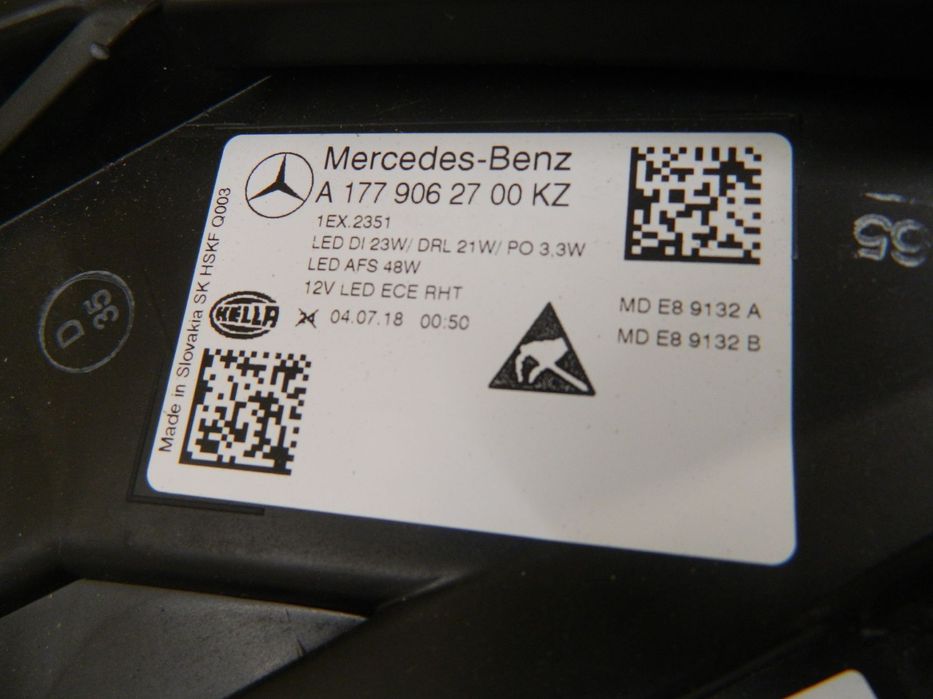 Mercedes-Benz
A 177 906 27 00 KZ
1EX.2351
LED DI 23W/ DRL 21W/ PO 3,3W
LED AFS 48W
12V LED ECE RHT
HELLA
04.07.18 00:50
MD E8 9132 A
MD E8 9132 B
Made in Slovakia SK HSKF Q003
D
35